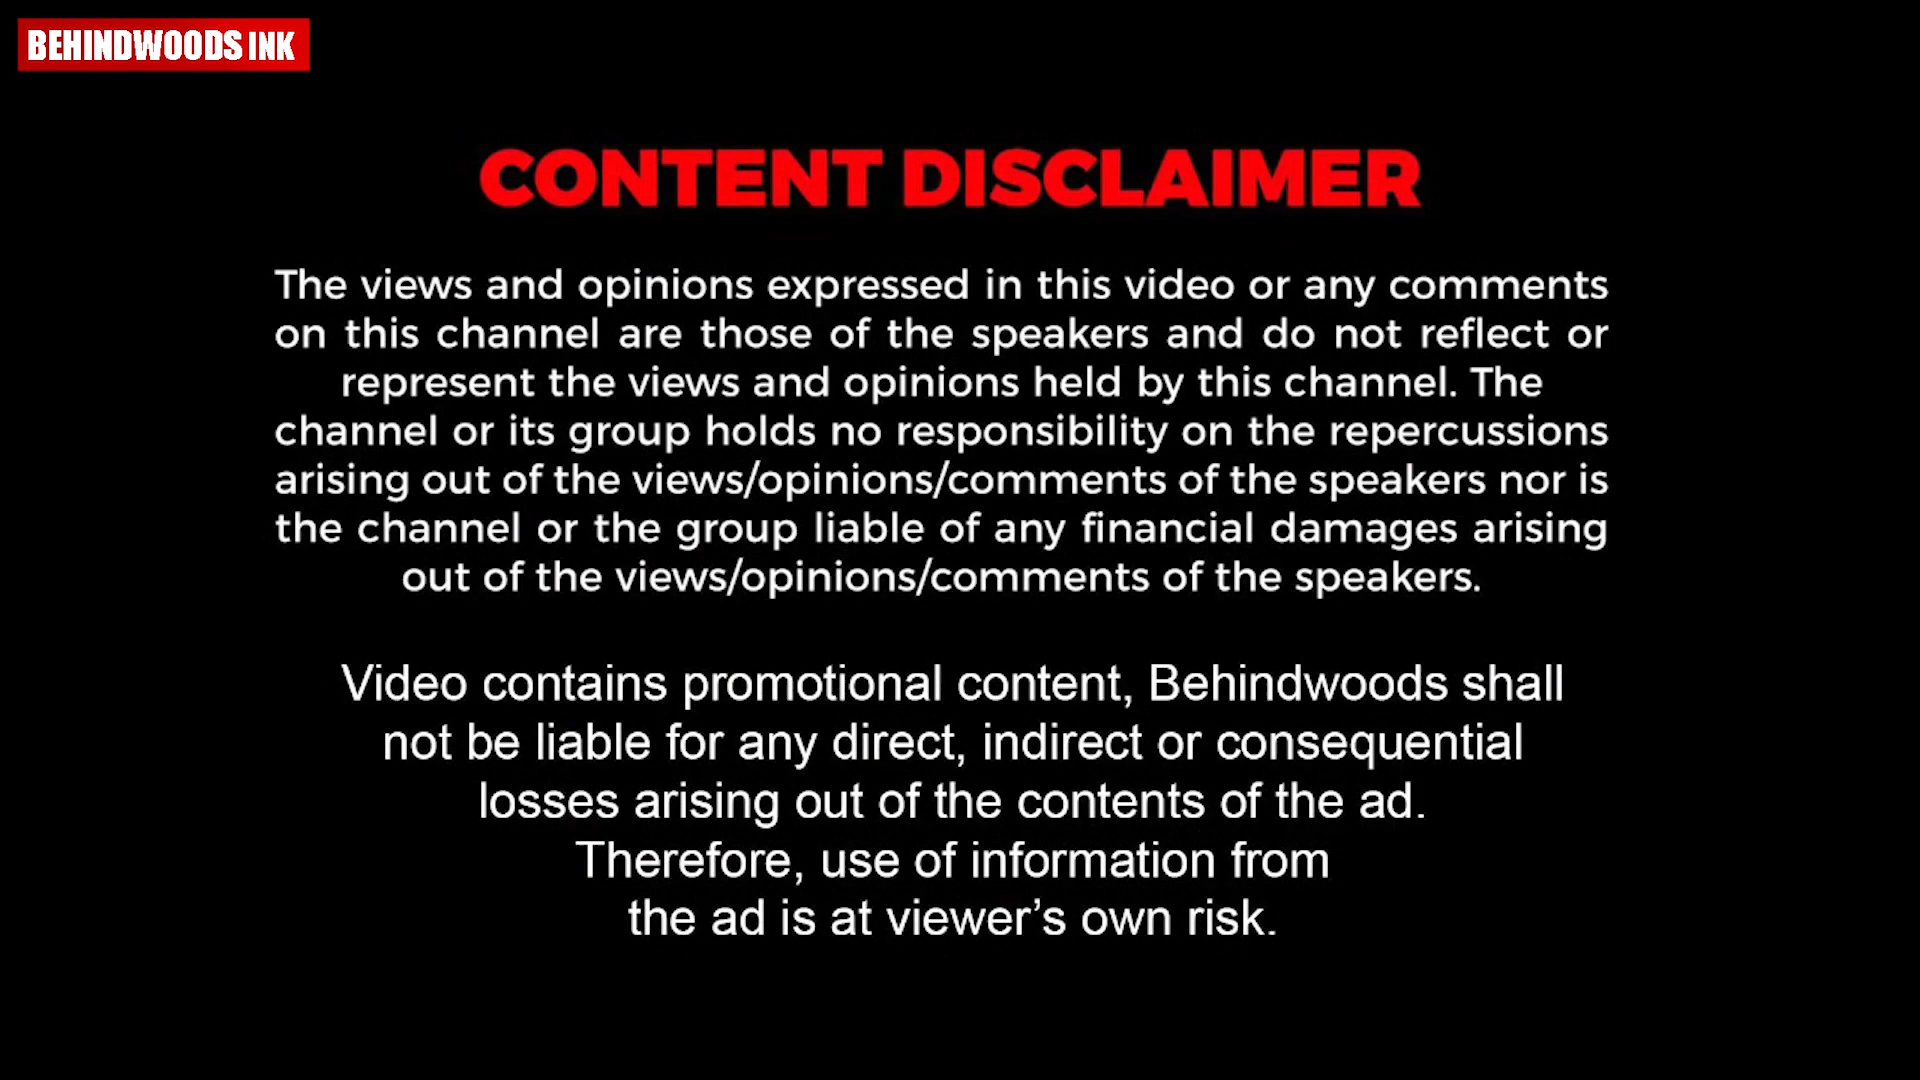 BEHINDWOODS INK
CONTENT DISCLAIMER
The views and opinions expressed in this video or any comments
on this channel are those of the speakers and do not reflect or
represent the views and opinions held by this channel. The
channel or its group holds no responsibility on the repercussions
arising out of the views/opinions/comments of the speakers nor is
the channel or the group liable of any financial damages arising
out of the views/opinions/comments of the speakers.
Video contains promotional content, Behindwoods shall
not be liable for any direct, indirect or consequential
losses arising out of the contents of the ad.
Therefore, use of information from
the ad is at viewer’s own risk.